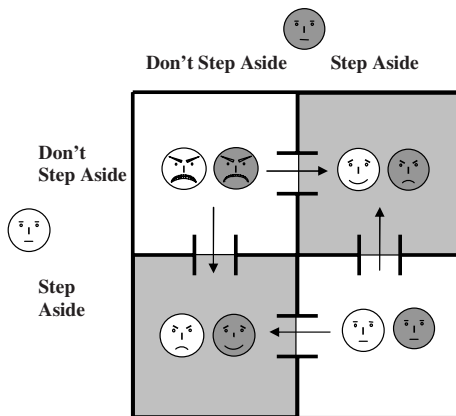 Don't Step Aside Step Aside
Don't
Step Aside
Step
Aside